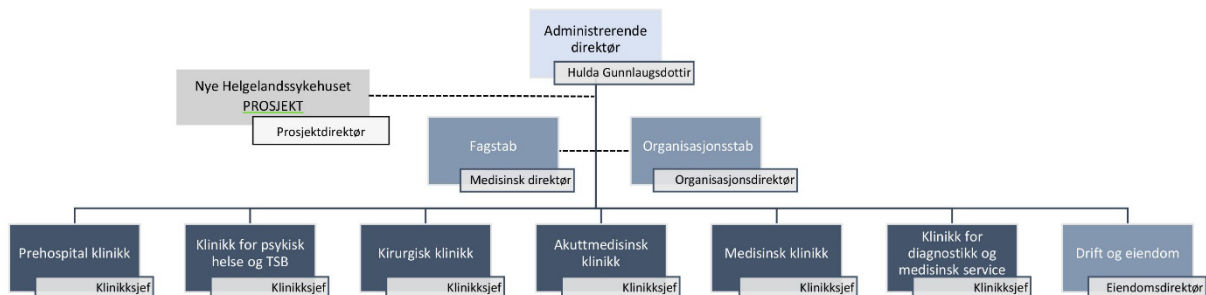 Administrerende
direktør
Hulda Gunnlaugsdottir
Nye Helgelandssykehuset
PROSJEKT
Prosjektdirektør
Fagstab
Medisinsk direktør
Organisasjonsstab
Organisasjonsdirektør
Prehospital klinikk
Klinikksjef
Klinikk for psykisk
helse og TSB
Klinikksjef
Kirurgisk klinikk
Klinikksjef
Akuttmedisinsk
klinikk
Klinikksjef
Medisinsk klinikk
Klinikksjef
Klinikk for
diagnostikk og
medisinsk service
Klinikksjef
Drift og eiendom
Eiendomsdirektør